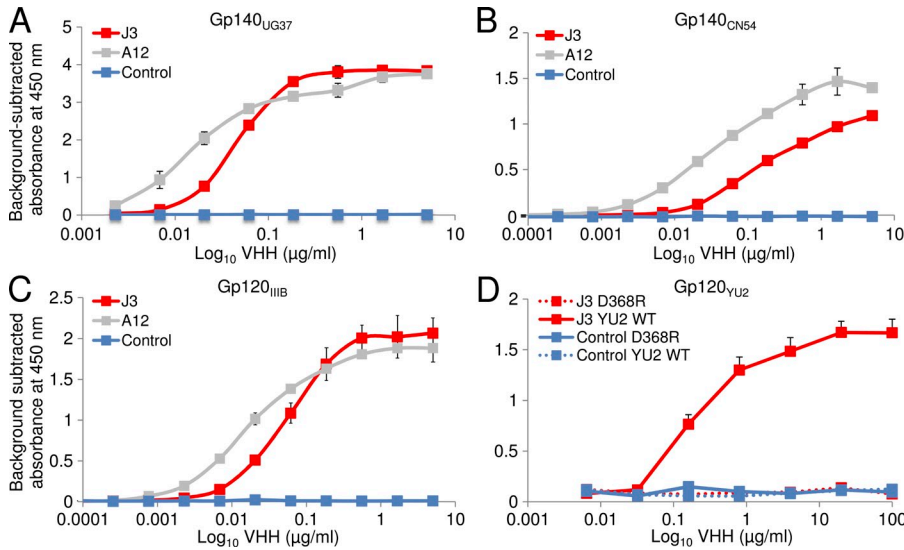 A
Gp140UG37
J3
A12
Control
Background-subtracted
absorbance at 450 nm
5
4
3
2
1
0
0.001 0.01 0.1 1 10
Log10 VHH (µg/ml)
B
Gp140CN54
J3
A12
Control
2
1.5
1
0.5
0
0.0001 0.001 0.01 0.1 1 10
Log10 VHH (µg/ml)
C
Gp120IIIB
J3
A12
Control
Background subtracted
absorbance at 450 nm
2.5
2
1.5
1
0.5
0
0.0001 0.001 0.01 0.1 1 10
Log10 VHH (µg/ml)
D
Gp120YU2
J3 D368R
J3 YU2 WT
Control D368R
Control YU2 WT
2
1.5
1
0.5
0
0.001 0.01 0.1 1 10 100
Log10 VHH (µg/ml)